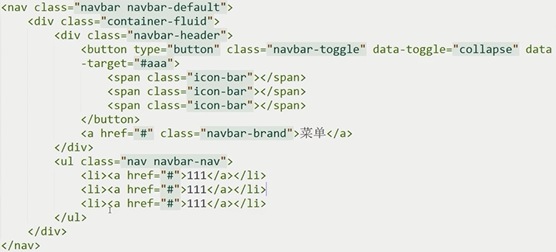 <nav class="navbar navbar-default">
<div class="container-fluid">
<div class="navbar-header">
<button type="button" class="navbar-toggle" data-toggle="collapse" data
-target="#aaa">
<span class="icon-bar"></span>
<span class="icon-bar"></span>
<span class="icon-bar"></span>
</button>
<a href="#" class="navbar-brand">菜单</a>
</div>
<ul class="nav navbar-nav">
<li><a href="#">111</a></li>
<li><a href="#">111</a></li>
<li><a href="#">111</a></li>
</ul>
</div>
</nav>